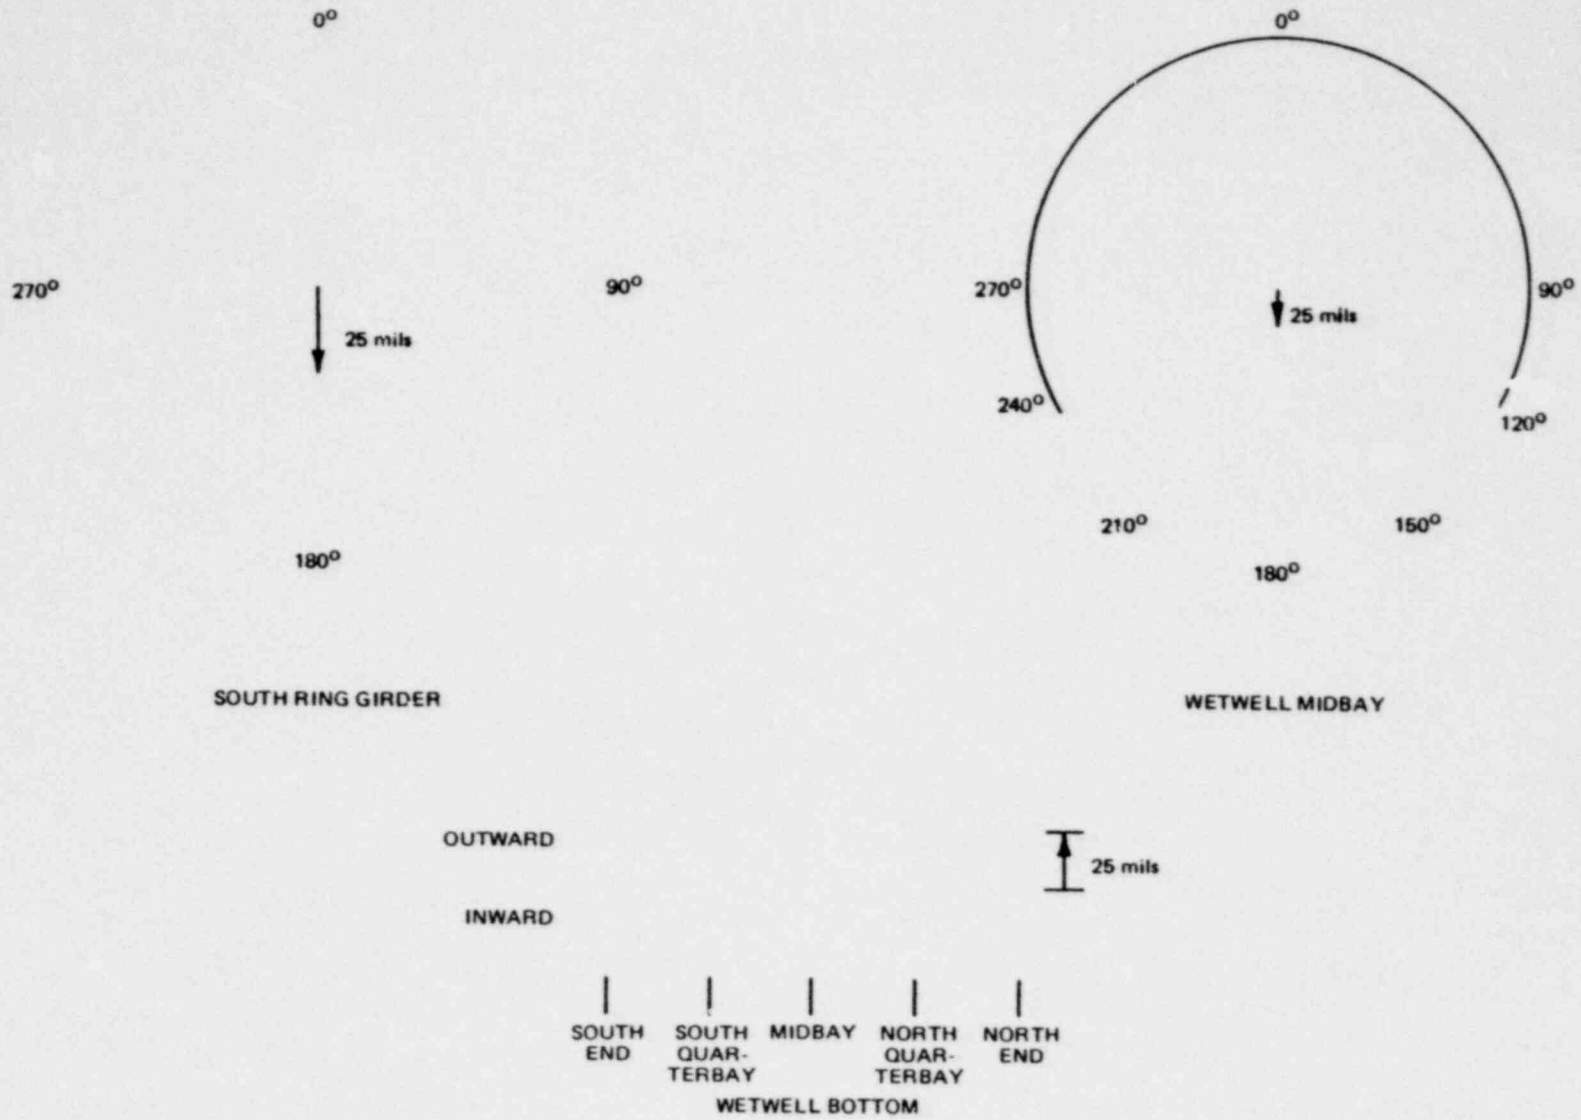 0°
0°
270°
90°
25 mils
270°
90°
25 mils
240°
120°
210°
150°
180°
180°
SOUTH RING GIRDER
WETWELL MIDBAY
OUTWARD
25 mils
INWARD
SOUTH
END
SOUTH
QUAR-
TERBAY
MIDBAY
NORTH
QUAR-
TERBAY
NORTH
END
WETWELL BOTTOM